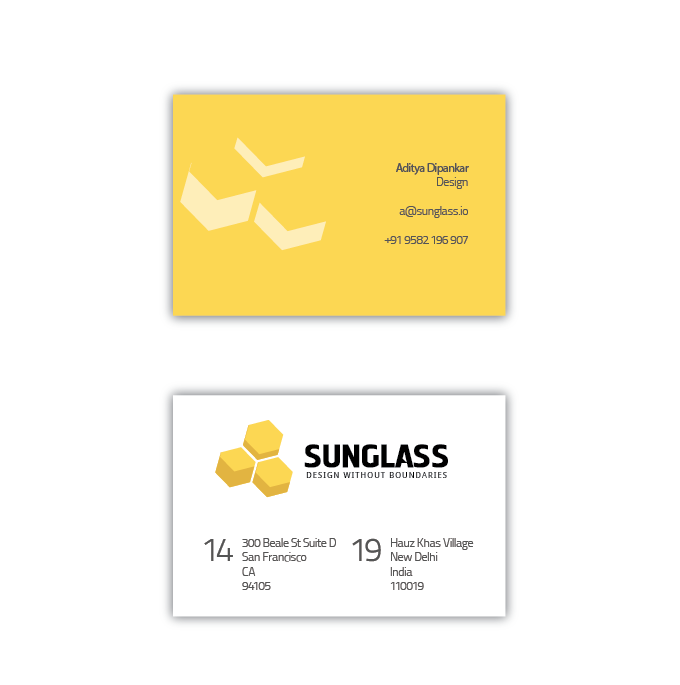 Aditya Dipankar
Design
a@sunglass.io
+91 9582 196 907
SUNGLASS
DESIGN WITHOUT BOUNDARIES
14
300 Beale St Suite D
San Francisco
CA
94105
19
Hauz Khas Village
New Delhi
India
110019